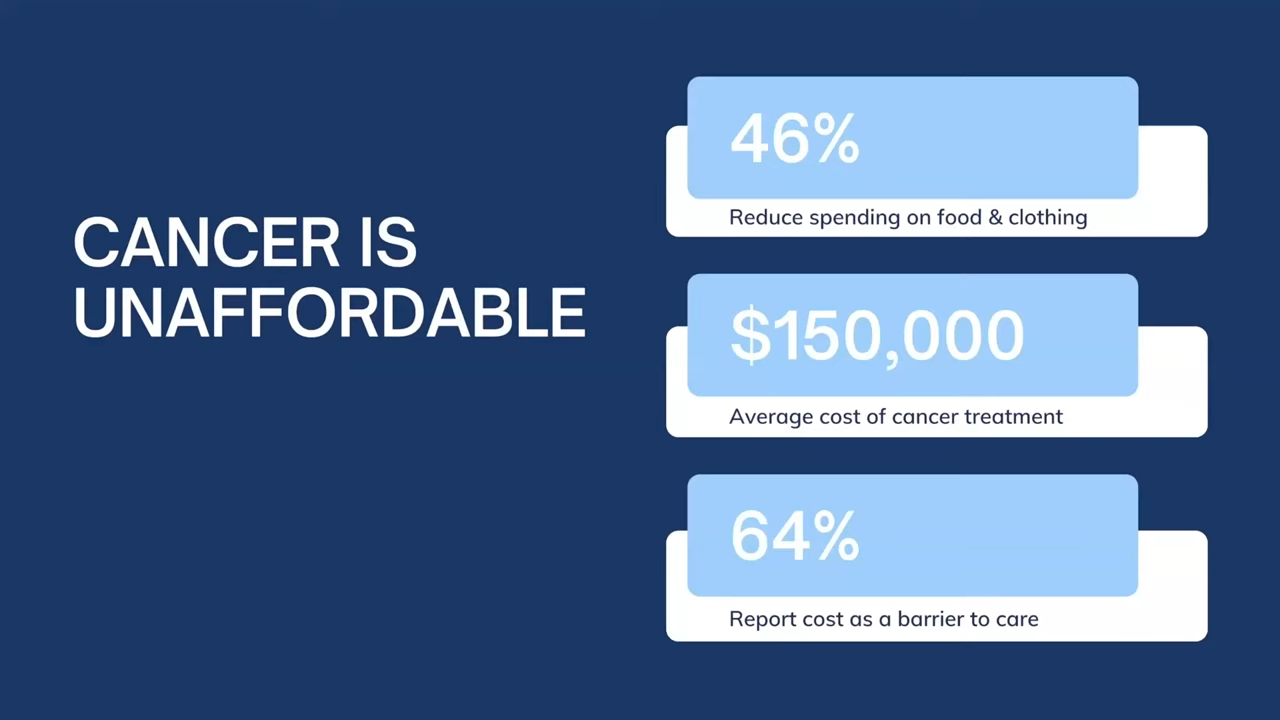 CANCER IS
UNAFFORDABLE
46%
Reduce spending on food & clothing
$150,000
Average cost of cancer treatment
64%
Report cost as a barrier to care